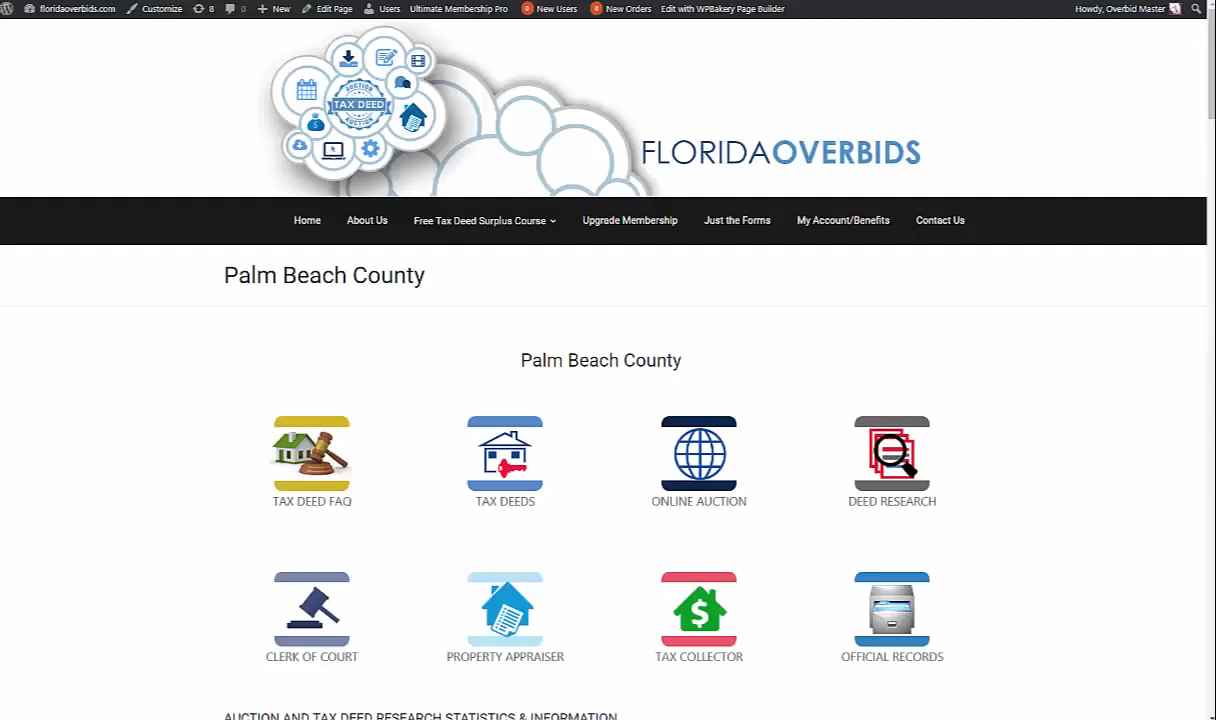 floridaoverbids.com Customize 8 0 New Edit Page Users Ultimate Membership Pro 0 New Users 0 New Orders Edit with WPBakery Page Builder Howdy, Overbid Master
AUCTION
TAX DEED
AUCTION
FLORIDAOVERBIDS
Home About Us Free Tax Deed Surplus Course Upgrade Membership Just the Forms My Account/Benefits Contact Us
Palm Beach County
Palm Beach County
TAX DEED FAQ TAX DEEDS ONLINE AUCTION DEED RESEARCH
CLERK OF COURT PROPERTY APPRAISER TAX COLLECTOR OFFICIAL RECORDS
AUCTION AND TAX DEED RESEARCH STATISTICS & INFORMATION